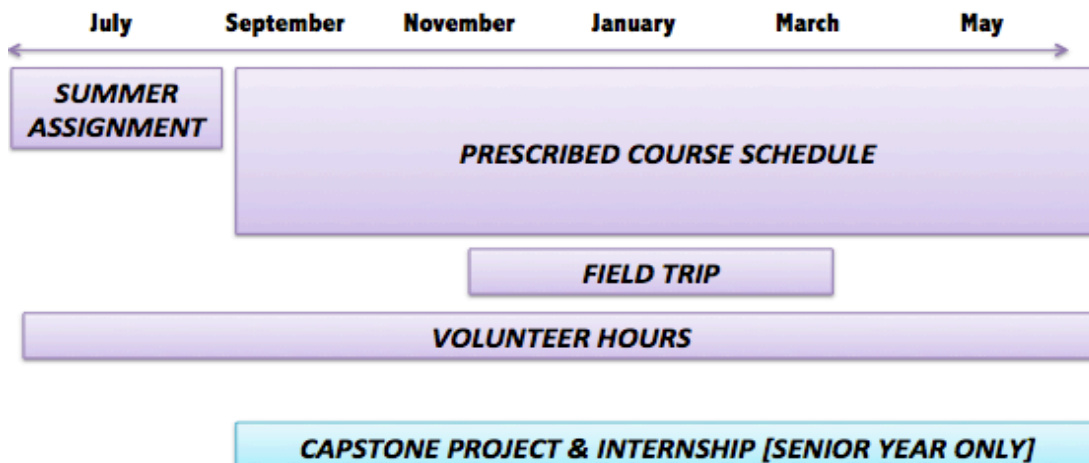 July September November January March May
SUMMER
ASSIGNMENT
PRESCRIBED COURSE SCHEDULE
FIELD TRIP
VOLUNTEER HOURS
CAPSTONE PROJECT & INTERNSHIP [SENIOR YEAR ONLY]